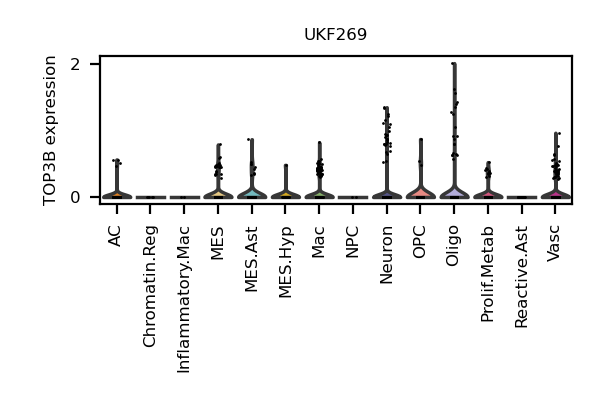 UKF269
TOP3B expression
2
0
AC
Chromatin.Reg
Inflammatory.Mac
MES
MES.Ast
MES.Hyp
Mac
NPC
Neuron
OPC
Oligo
Prolif.Metab
Reactive.Ast
Vasc